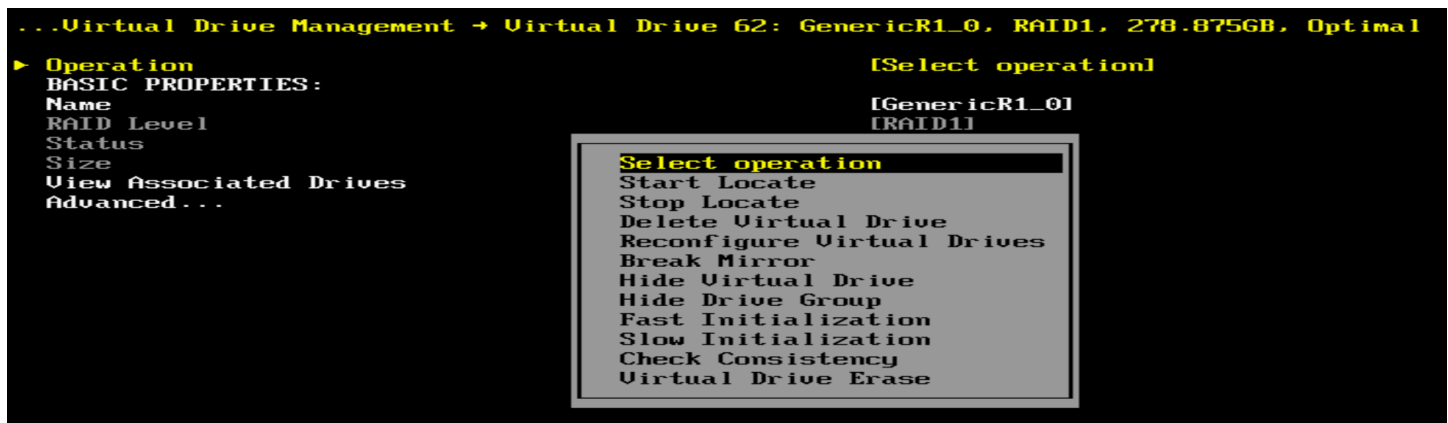 ...Virtual Drive Management → Virtual Drive 62: GenericR1_0, RAID1, 278.875GB, Optimal
► Operation [Select operation]
BASIC PROPERTIES:
Name [GenericR1_0]
RAID Level [RAID1]
Status
Size
View Associated Drives
Advanced...
Select operation
Start Locate
Stop Locate
Delete Virtual Drive
Reconfigure Virtual Drives
Break Mirror
Hide Virtual Drive
Hide Drive Group
Fast Initialization
Slow Initialization
Check Consistency
Virtual Drive Erase